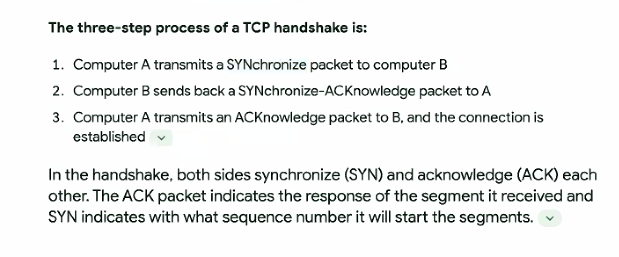 The three-step process of a TCP handshake is:
1. Computer A transmits a SYNchronize packet to computer B
2. Computer B sends back a SYNchronize-ACKnowledge packet to A
3. Computer A transmits an ACKnowledge packet to B, and the connection is
established
In the handshake, both sides synchronize (SYN) and acknowledge (ACK) each
other. The ACK packet indicates the response of the segment it received and
SYN indicates with what sequence number it will start the segments.